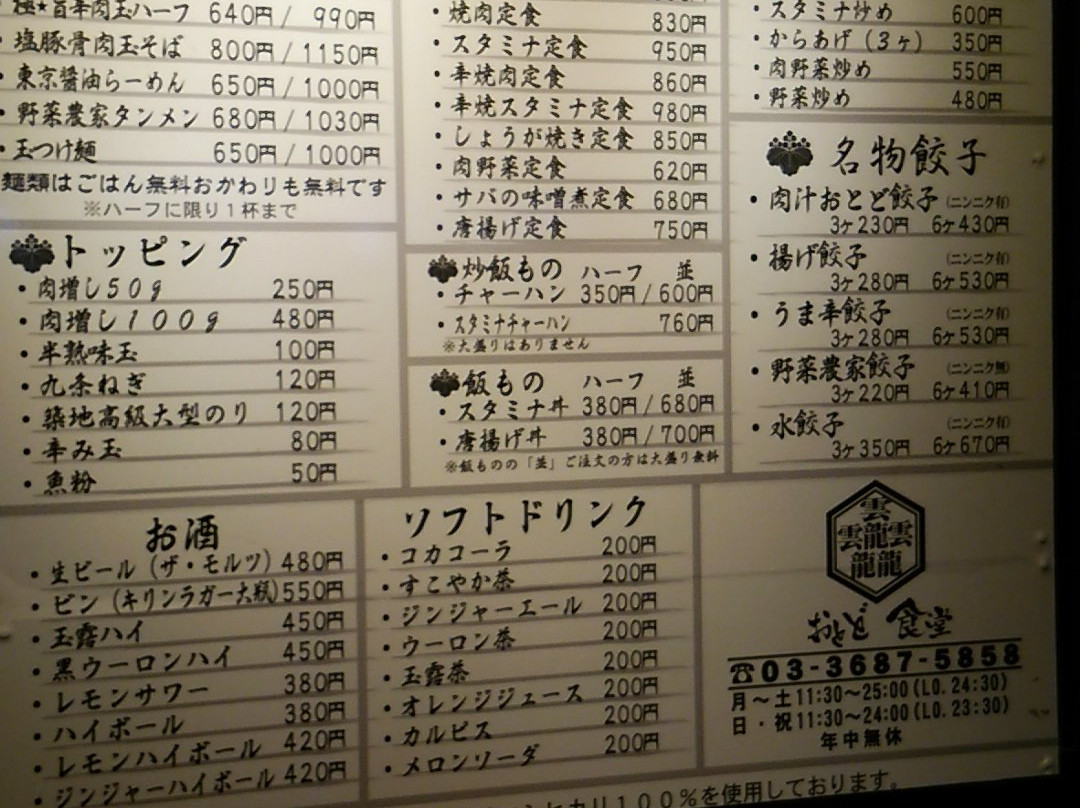 極★旨辛肉玉ハーフ 640円 / 990円
・塩豚骨肉玉そば 800円 / 1150円
・東京醤油らーめん 650円 / 1000円
・野菜農家タンメン 680円 / 1030円
・玉つけ麺 650円 / 1000円
麺類はごはん無料おかわりも無料です
※ハーフに限り1杯まで
トッピング
・肉増し50g 250円
・肉増し100g 480円
・半熟味玉 100円
・九条ねぎ 120円
・築地高級大型のり 120円
・辛み玉 80円
・魚粉 50円
・焼肉定食 830円
・スタミナ定食 950円
・辛焼肉定食 860円
・辛焼スタミナ定食 980円
・しょうが焼き定食 850円
・肉野菜定食 620円
・サバの味噌煮定食 680円
・唐揚げ定食 750円
炒飯もの ハーフ 並
・チャーハン 350円 / 600円
・スタミナチャーハン 760円
※大盛りはありません
飯もの ハーフ 並
・スタミナ丼 380円 / 680円
・唐揚げ丼 380円 / 700円
※飯ものの「並」ご注文の方は大盛り無料
・スタミナ炒め 600円
・からあげ(3ヶ) 350円
・肉野菜炒め 550円
・野菜炒め 480円
名物餃子
・肉汁おとど餃子 (ニンニク有)
3ヶ230円 6ヶ430円
・揚げ餃子 (ニンニク有)
3ヶ280円 6ヶ530円
・うま辛餃子 (ニンニク有)
3ヶ280円 6ヶ530円
・野菜農家餃子 (ニンニク無)
3ヶ220円 6ヶ410円
・水餃子 (ニンニク有)
3ヶ350円 6ヶ670円
お酒
・生ビール(ザ・モルツ) 480円
・ビン(キリンラガー大瓶) 550円
・玉露ハイ 450円
・黒ウーロンハイ 450円
・レモンサワー 380円
・ハイボール 380円
・レモンハイボール 420円
・ジンジャーハイボール 420円
ソフトドリンク
・コカコーラ 200円
・すこやか茶 200円
・ジンジャーエール 200円
・ウーロン茶 200円
・玉露茶 200円
・オレンジジュース 200円
・カルピス 200円
・メロンソーダ 200円
雲
雲龍雲
龍龍
おとど食堂
☎03-3687-5858
月～土11:30～25:00(LO.24:30)
日・祝11:30～24:00(LO.23:30)
年中無休
ヒカリ100%を使用しております。